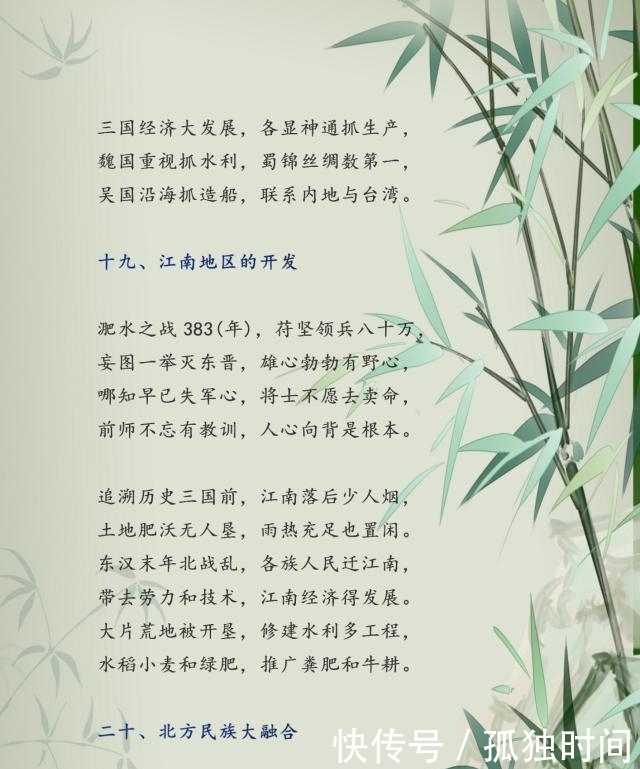 三国经济大发展，各显神通抓生产，
魏国重视抓水利，蜀锦丝绸数第一，
吴国沿海抓造船，联系内地与台湾。
十九、江南地区的开发
淝水之战383(年)，苻坚领兵八十万，
妄图一举灭东晋，雄心勃勃有野心，
哪知早已失军心，将士不愿去卖命，
前师不忘有教训，人心向背是根本。
追溯历史三国前，江南落后少人烟，
土地肥沃无人垦，雨热充足也置闲。
东汉末年北战乱，各族人民迁江南，
带去劳力和技术，江南经济得发展。
大片荒地被开垦，修建水利多工程，
水稻小麦和绿肥，推广粪肥和牛耕。
二十、北方民族大融合
快传号 / 孤独时间